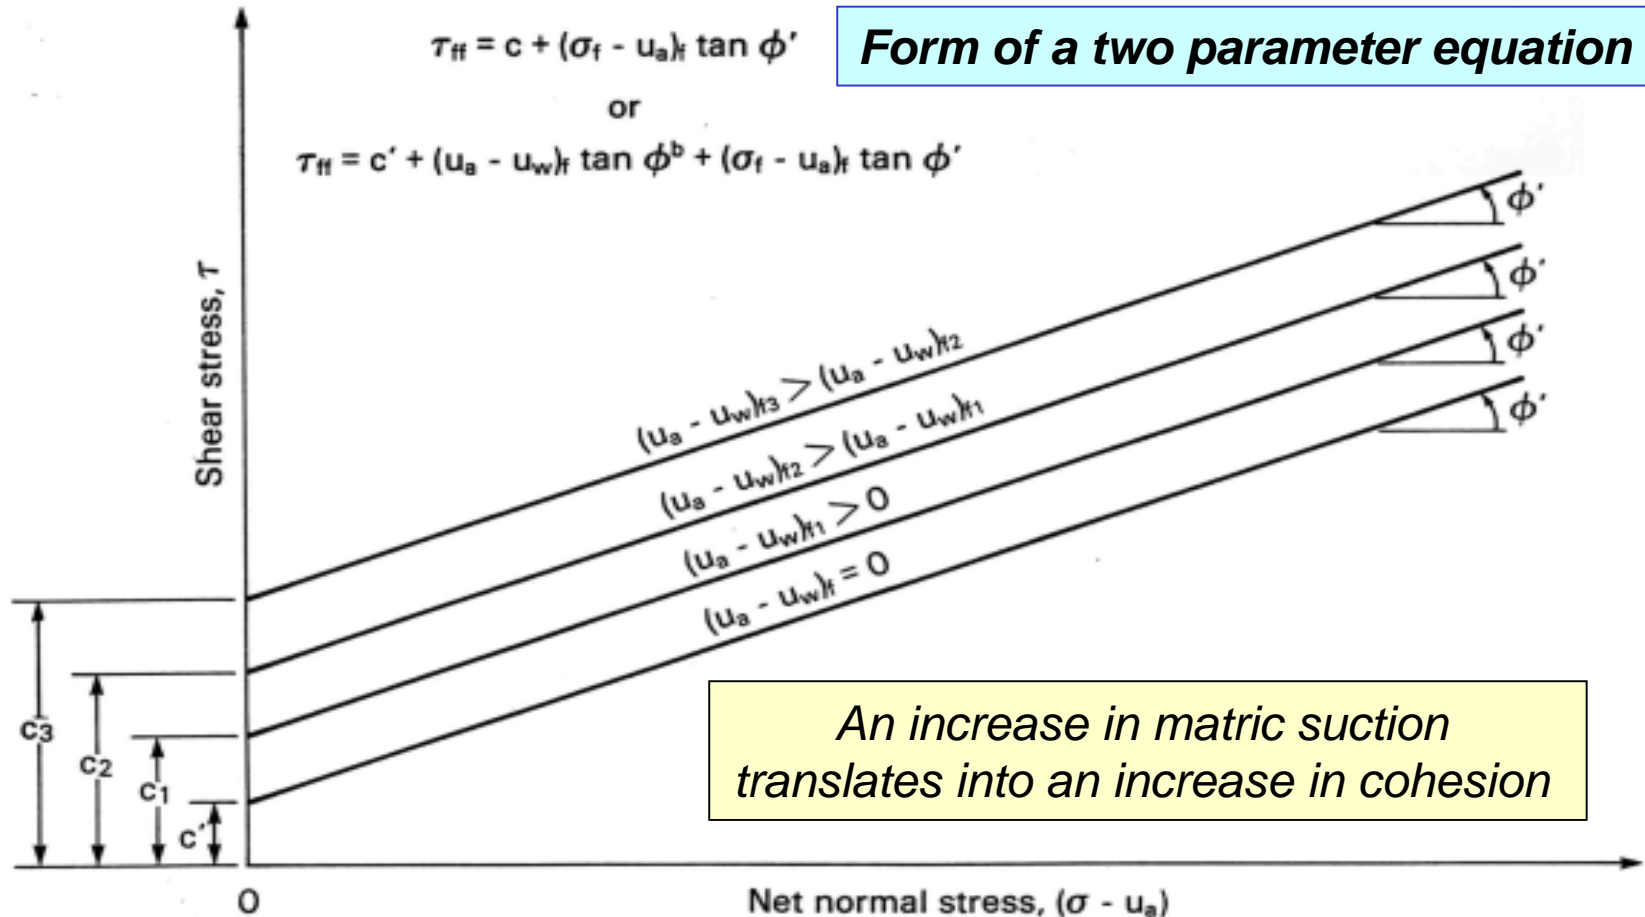 τff = c + (σf - ua)f tan ϕ′
Form of a two parameter equation
or
τff = c′ + (ua - uw)f tan ϕb + (σf - ua)f tan ϕ′
ϕ′
ϕ′
ϕ′
ϕ′
Shear stress, τ
(ua - uw)f3 > (ua - uw)f2
(ua - uw)f2 > (ua - uw)f1
(ua - uw)f1 > 0
(ua - uw)f = 0
c3
c2
c1
c′
An increase in matric suction
translates into an increase in cohesion
0
Net normal stress, (σ - ua)